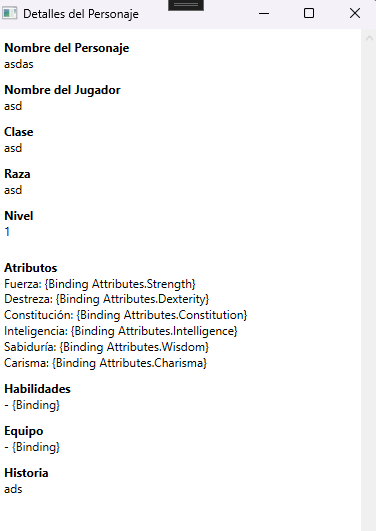 Detalles del Personaje
Nombre del Personaje
asdas
Nombre del Jugador
asd
Clase
asd
Raza
asd
Nivel
1
Atributos
Fuerza: {Binding Attributes.Strength}
Destreza: {Binding Attributes.Dexterity}
Constitución: {Binding Attributes.Constitution}
Inteligencia: {Binding Attributes.Intelligence}
Sabiduría: {Binding Attributes.Wisdom}
Carisma: {Binding Attributes.Charisma}
Habilidades
- {Binding}
Equipo
- {Binding}
Historia
ads